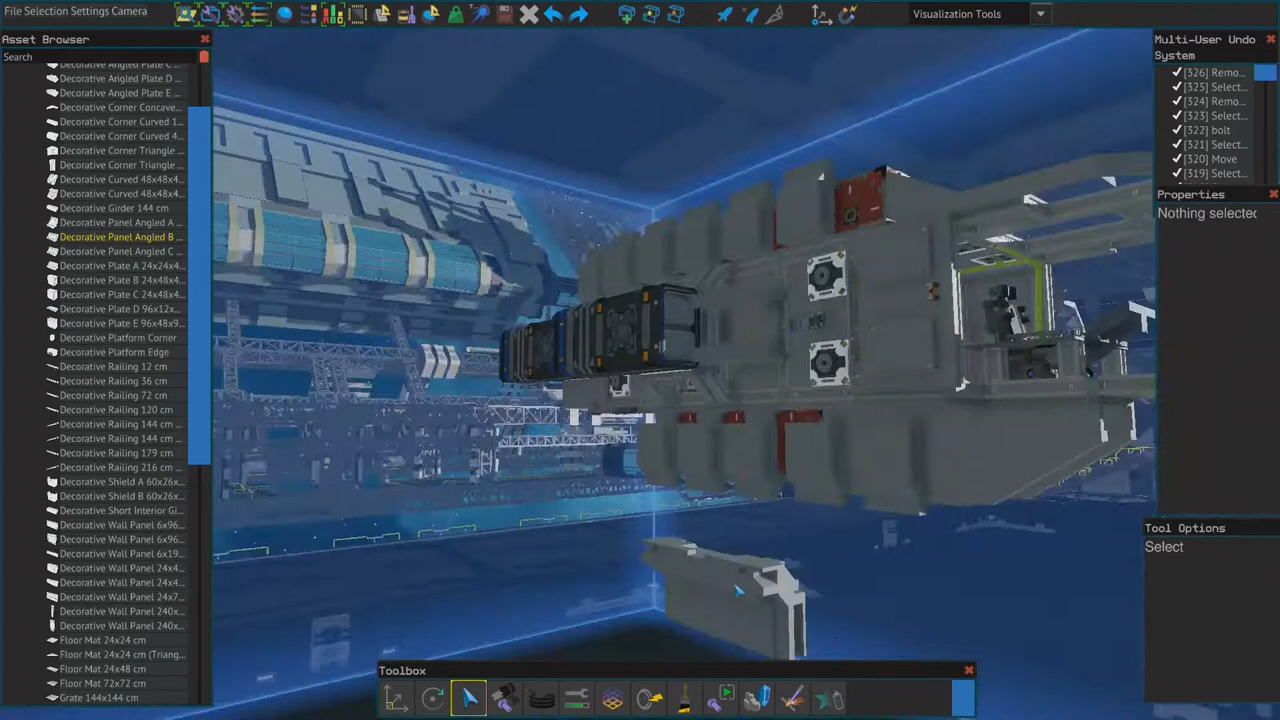 File Selection Settings Camera
Visualization Tools
Asset Browser
Search
Decorative Angled Plate C ...
Decorative Angled Plate D ...
Decorative Angled Plate E ...
Decorative Corner Concave...
Decorative Corner Curved 1...
Decorative Corner Curved 4...
Decorative Corner Triangle ...
Decorative Corner Triangle ...
Decorative Curved 48x48x4...
Decorative Curved 48x48x4...
Decorative Girder 144 cm
Decorative Panel Angled A ...
Decorative Panel Angled B ...
Decorative Panel Angled C ...
Decorative Plate A 24x24x4...
Decorative Plate B 24x48x4...
Decorative Plate C 24x48x4...
Decorative Plate D 96x12x...
Decorative Plate E 96x48x9...
Decorative Platform Corner
Decorative Platform Edge
Decorative Railing 12 cm
Decorative Railing 36 cm
Decorative Railing 72 cm
Decorative Railing 120 cm
Decorative Railing 144 cm
Decorative Railing 144 cm ...
Decorative Railing 179 cm
Decorative Railing 216 cm ...
Decorative Shield A 60x26x...
Decorative Shield B 60x26x...
Decorative Short Interior Gi...
Decorative Wall Panel 6x96...
Decorative Wall Panel 6x96...
Decorative Wall Panel 6x19...
Decorative Wall Panel 24x4...
Decorative Wall Panel 24x4...
Decorative Wall Panel 24x7...
Decorative Wall Panel 240x...
Decorative Wall Panel 240x...
Floor Mat 24x24 cm
Floor Mat 24x24 cm (Triang...
Floor Mat 24x48 cm
Floor Mat 72x72 cm
Grate 144x144 cm
Multi-User Undo
System
[326] Remo...
[325] Select...
[324] Remo...
[323] Select...
[322] bolt
[321] Select...
[320] Move
[319] Select...
Properties
Nothing selected
Tool Options
Select
Toolbox